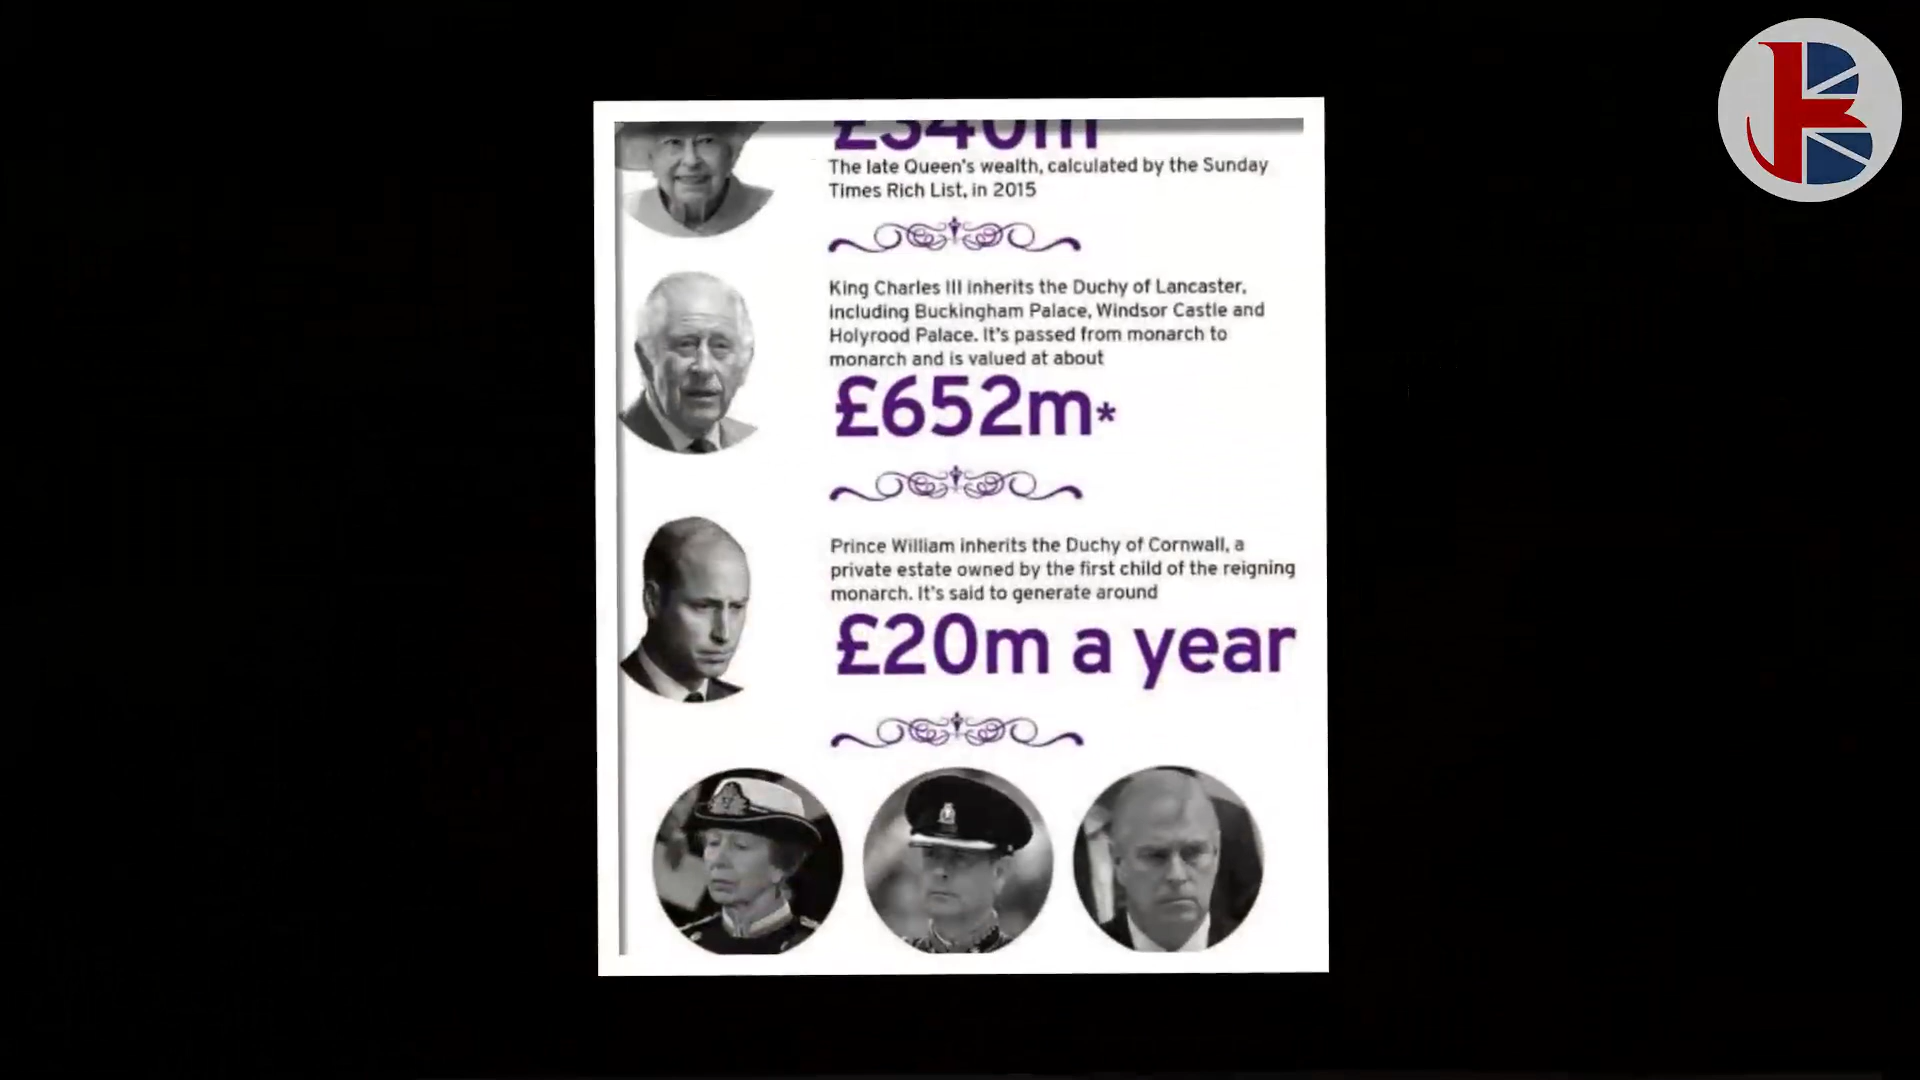 £340m
The late Queen's wealth, calculated by the Sunday
Times Rich List, in 2015
King Charles III inherits the Duchy of Lancaster,
including Buckingham Palace, Windsor Castle and
Holyrood Palace. It's passed from monarch to
monarch and is valued at about
£652m*
Prince William inherits the Duchy of Cornwall, a
private estate owned by the first child of the reigning
monarch. It's said to generate around
£20m a year